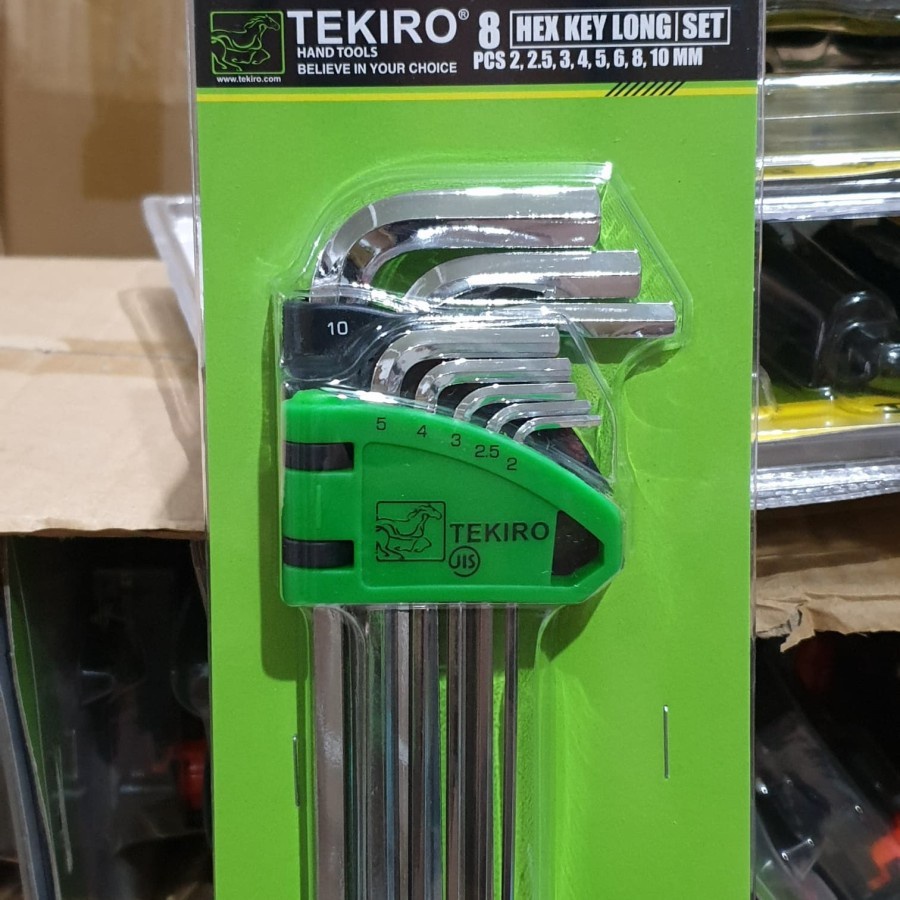 TEKIRO®
HAND TOOLS
BELIEVE IN YOUR CHOICE
www.tekiro.com
8 HEX KEY LONG SET
PCS 2, 2.5, 3, 4, 5, 6, 8, 10 MM
10
5 4 3 2.5 2
TEKIRO
JIS